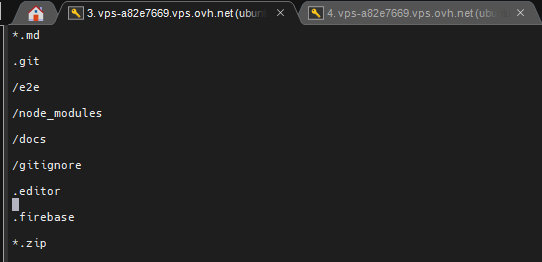 3. vps-a82e7669.vps.ovh.net (ubun
4. vps-a82e7669.vps.ovh.net (ubun
*.md
.git
/e2e
/node_modules
/docs
/gitignore
.editor
.firebase
*.zip